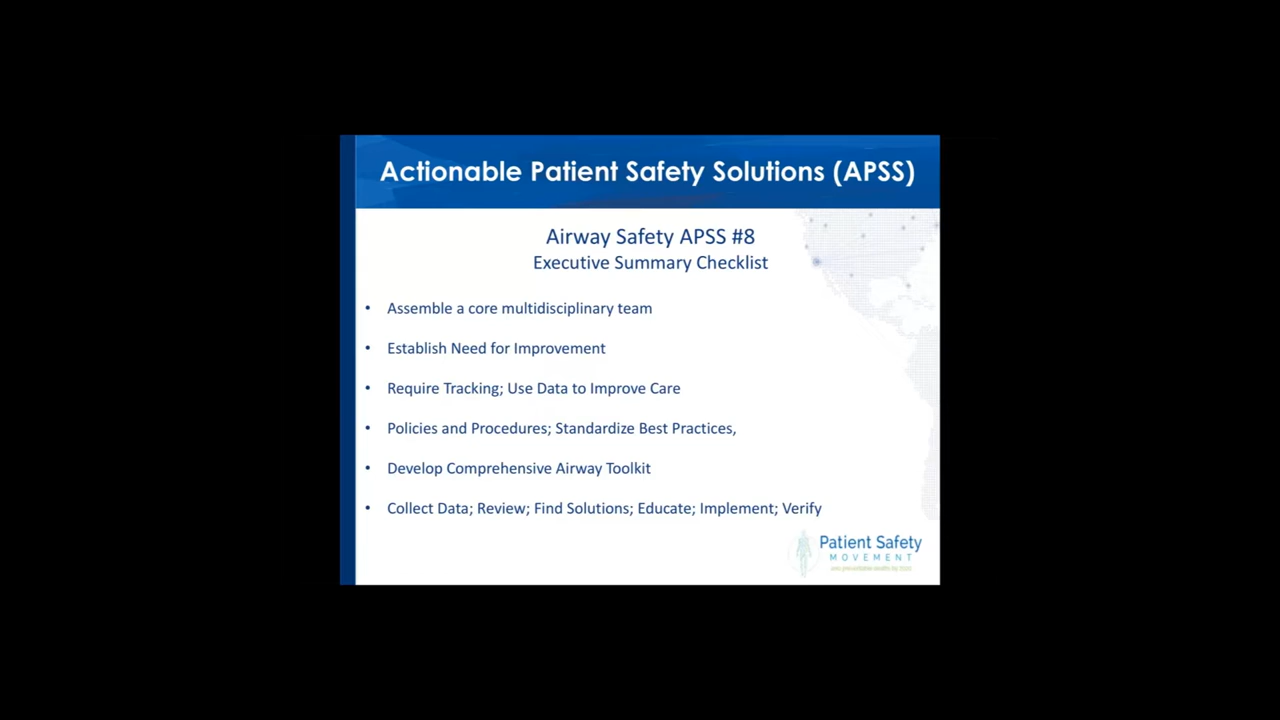 Actionable Patient Safety Solutions (APSS)
Airway Safety APSS #8
Executive Summary Checklist
• Assemble a core multidisciplinary team
• Establish Need for Improvement
• Require Tracking; Use Data to Improve Care
• Policies and Procedures; Standardize Best Practices,
• Develop Comprehensive Airway Toolkit
• Collect Data; Review; Find Solutions; Educate; Implement; Verify
Patient Safety
MOVEMENT